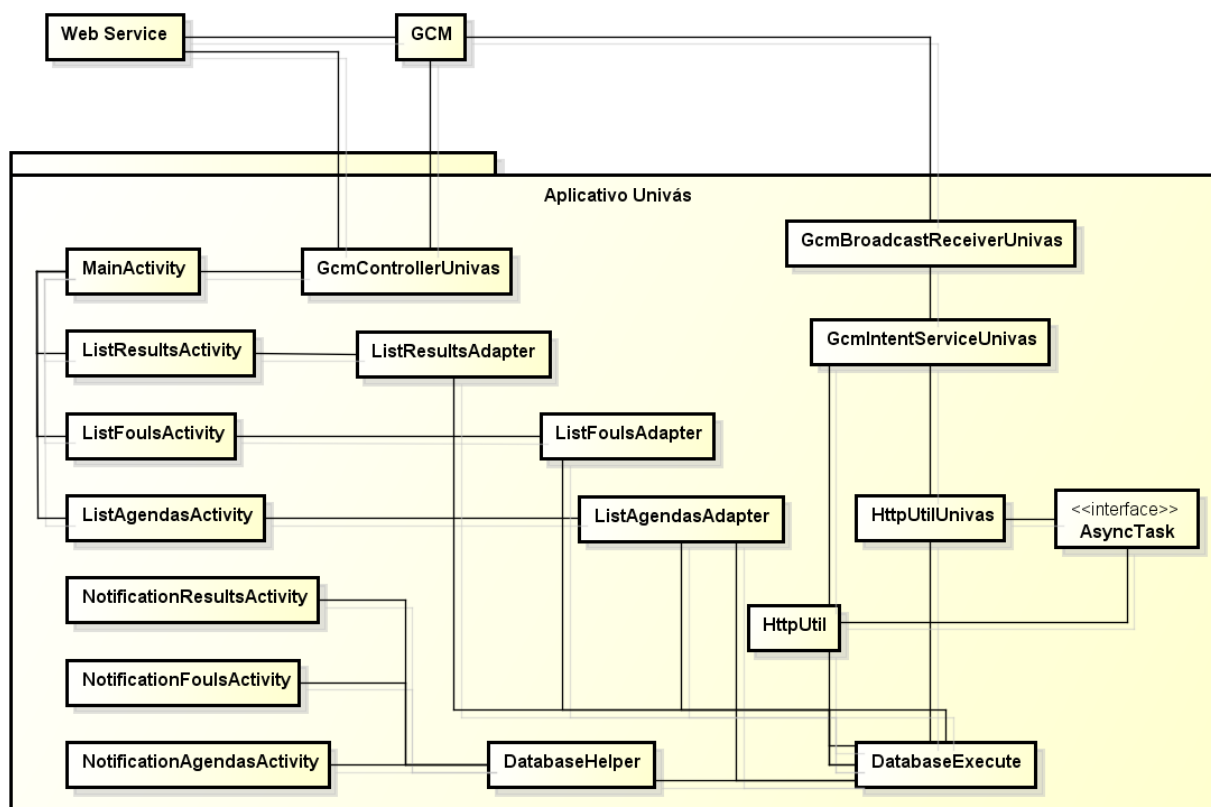 Web Service
GCM
Aplicativo Univás
GcmBroadcastReceiverUnivas
MainActivity
GcmControllerUnivas
GcmIntentServiceUnivas
ListResultsActivity
ListResultsAdapter
ListFoulsActivity
ListFoulsAdapter
ListAgendasActivity
ListAgendasAdapter
HttpUtilUnivas
<<interface>>
AsyncTask
NotificationResultsActivity
HttpUtil
NotificationFoulsActivity
NotificationAgendasActivity
DatabaseHelper
DatabaseExecute